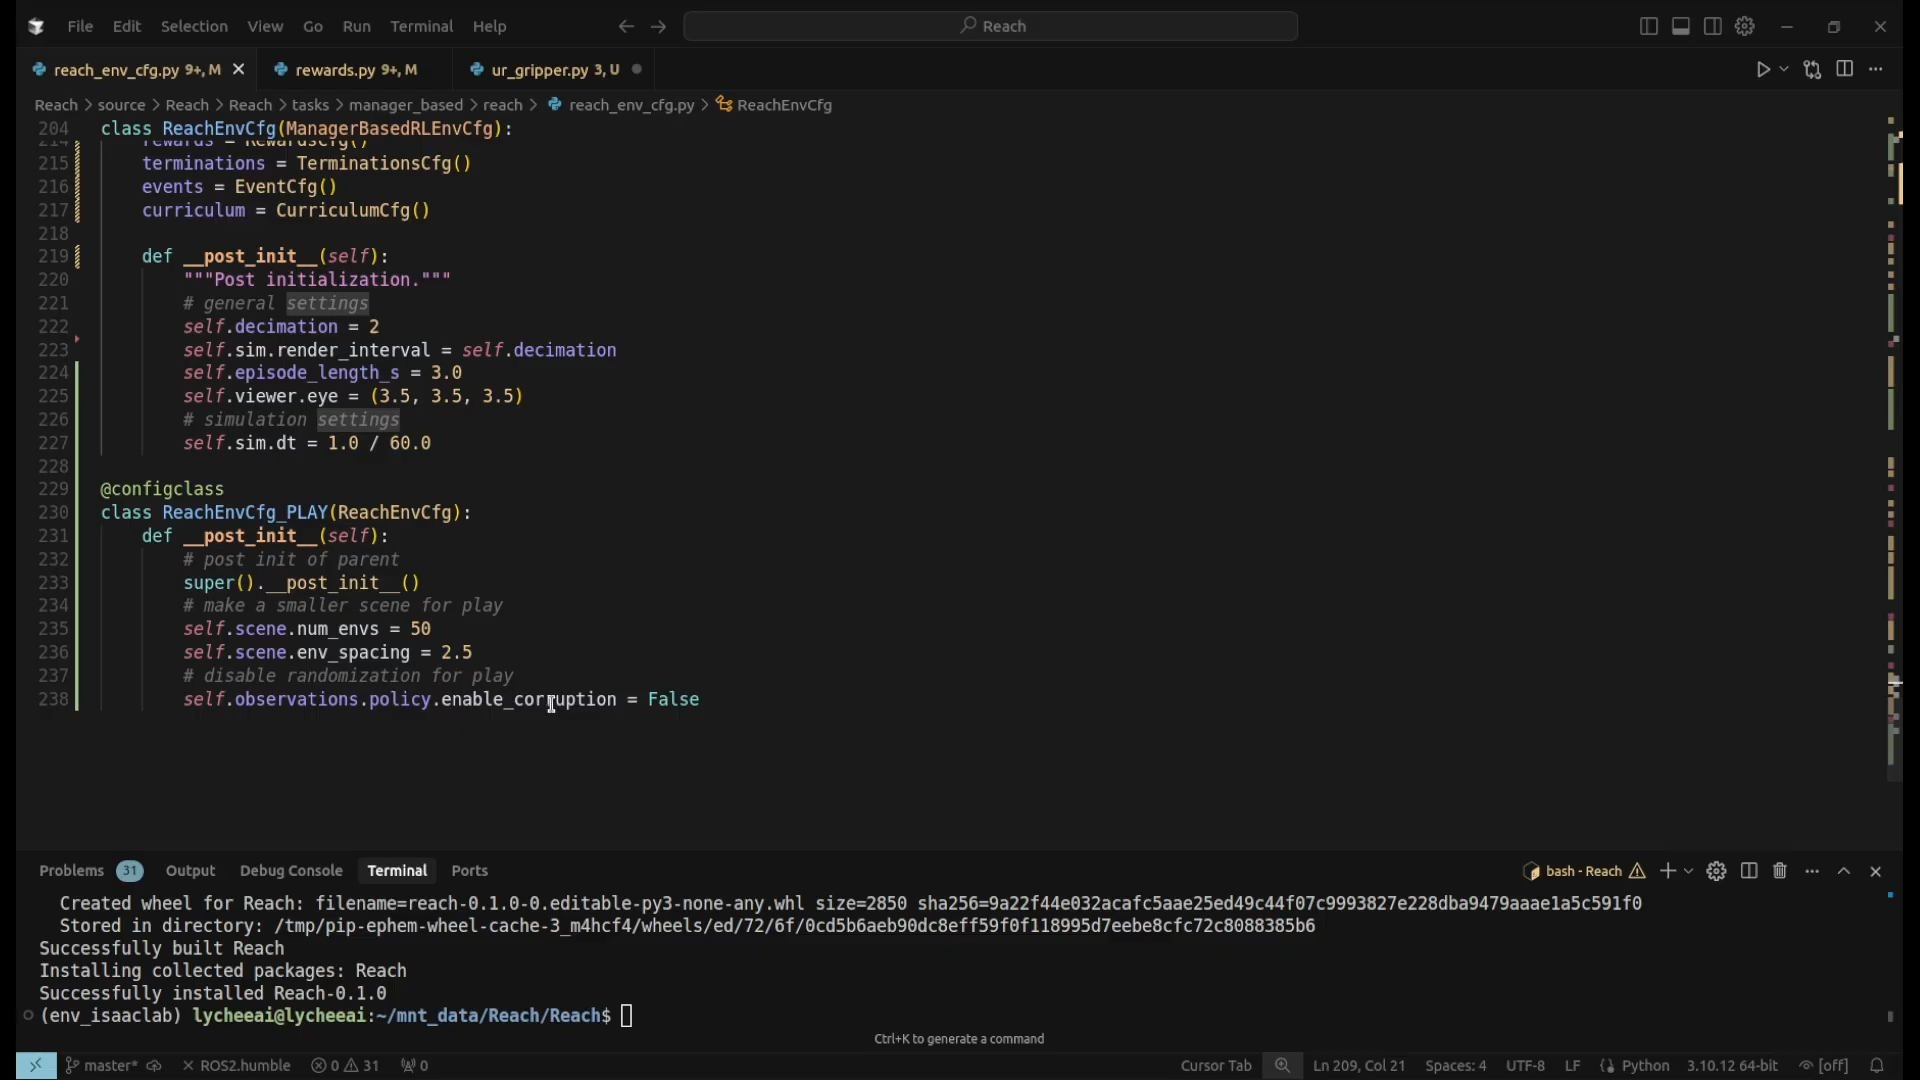 File Edit Selection View Go Run Terminal Help
Reach
reach_env_cfg.py 9+, M
rewards.py 9+, M
ur_gripper.py 3, U
Reach > source > Reach > Reach > tasks > manager_based > reach > reach_env_cfg.py > ReachEnvCfg
204 class ReachEnvCfg(ManagerBasedRLEnvCfg):
214 rewards = RewardsCfg()
215 terminations = TerminationsCfg()
216 events = EventCfg()
217 curriculum = CurriculumCfg()
218
219 def __post_init__(self):
220 """Post initialization."""
221 # general settings
222 self.decimation = 2
223 self.sim.render_interval = self.decimation
224 self.episode_length_s = 3.0
225 self.viewer.eye = (3.5, 3.5, 3.5)
226 # simulation settings
227 self.sim.dt = 1.0 / 60.0
228
229 @configclass
230 class ReachEnvCfg_PLAY(ReachEnvCfg):
231 def __post_init__(self):
232 # post init of parent
233 super().__post_init__()
234 # make a smaller scene for play
235 self.scene.num_envs = 50
236 self.scene.env_spacing = 2.5
237 # disable randomization for play
238 self.observations.policy.enable_corruption = False
Problems 31 Output Debug Console Terminal Ports
bash - Reach
Created wheel for Reach: filename=reach-0.1.0-0.editable-py3-none-any.whl size=2850 sha256=9a22f44e032acafc5aae25ed49c44f07c9993827e228dba9479aaae1a5c591f0
Stored in directory: /tmp/pip-ephem-wheel-cache-3_m4hcf4/wheels/ed/72/6f/0cd5b6aeb90dc8eff59f0f118995d7eebe8cfc72c8088385b6
Successfully built Reach
Installing collected packages: Reach
Successfully installed Reach-0.1.0
(env_isaaclab) lycheeai@lycheeai:~/mnt_data/Reach/Reach$
Ctrl+K to generate a command
master* ROS2.humble 0 31 0
Cursor Tab Ln 209, Col 21 Spaces: 4 UTF-8 LF Python 3.10.12 64-bit [off]